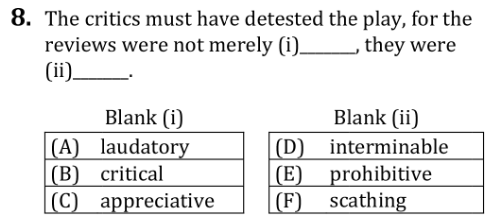 8. The critics must have detested the play, for the
reviews were not merely (i)______, they were
(ii)______.
Blank (i) Blank (ii)
(A) laudatory (D) interminable
(B) critical (E) prohibitive
(C) appreciative (F) scathing